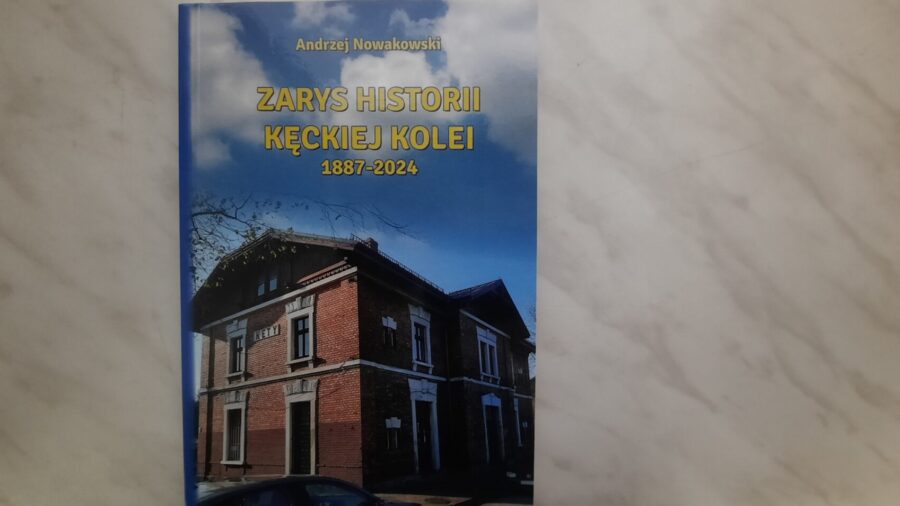 Andrzej Nowakowski
ZARYS HISTORII
KĘCKIEJ KOLEI
1887-2024
KĘTY